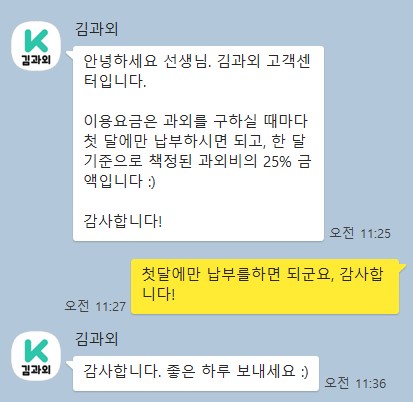 김과외
K
김과외
안녕하세요 선생님. 김과외 고객센
터입니다.
이용요금은 과외를 구하실 때마다
첫 달에만 납부하시면 되고, 한 달
기준으로 책정된 과외비의 25% 금
액입니다 :)
감사합니다!
오전 11:25
첫달에만 납부를하면 되군요, 감사합
니다!
오전 11:27
김과외
K
김과외
감사합니다. 좋은 하루 보내세요 :)
오전 11:36